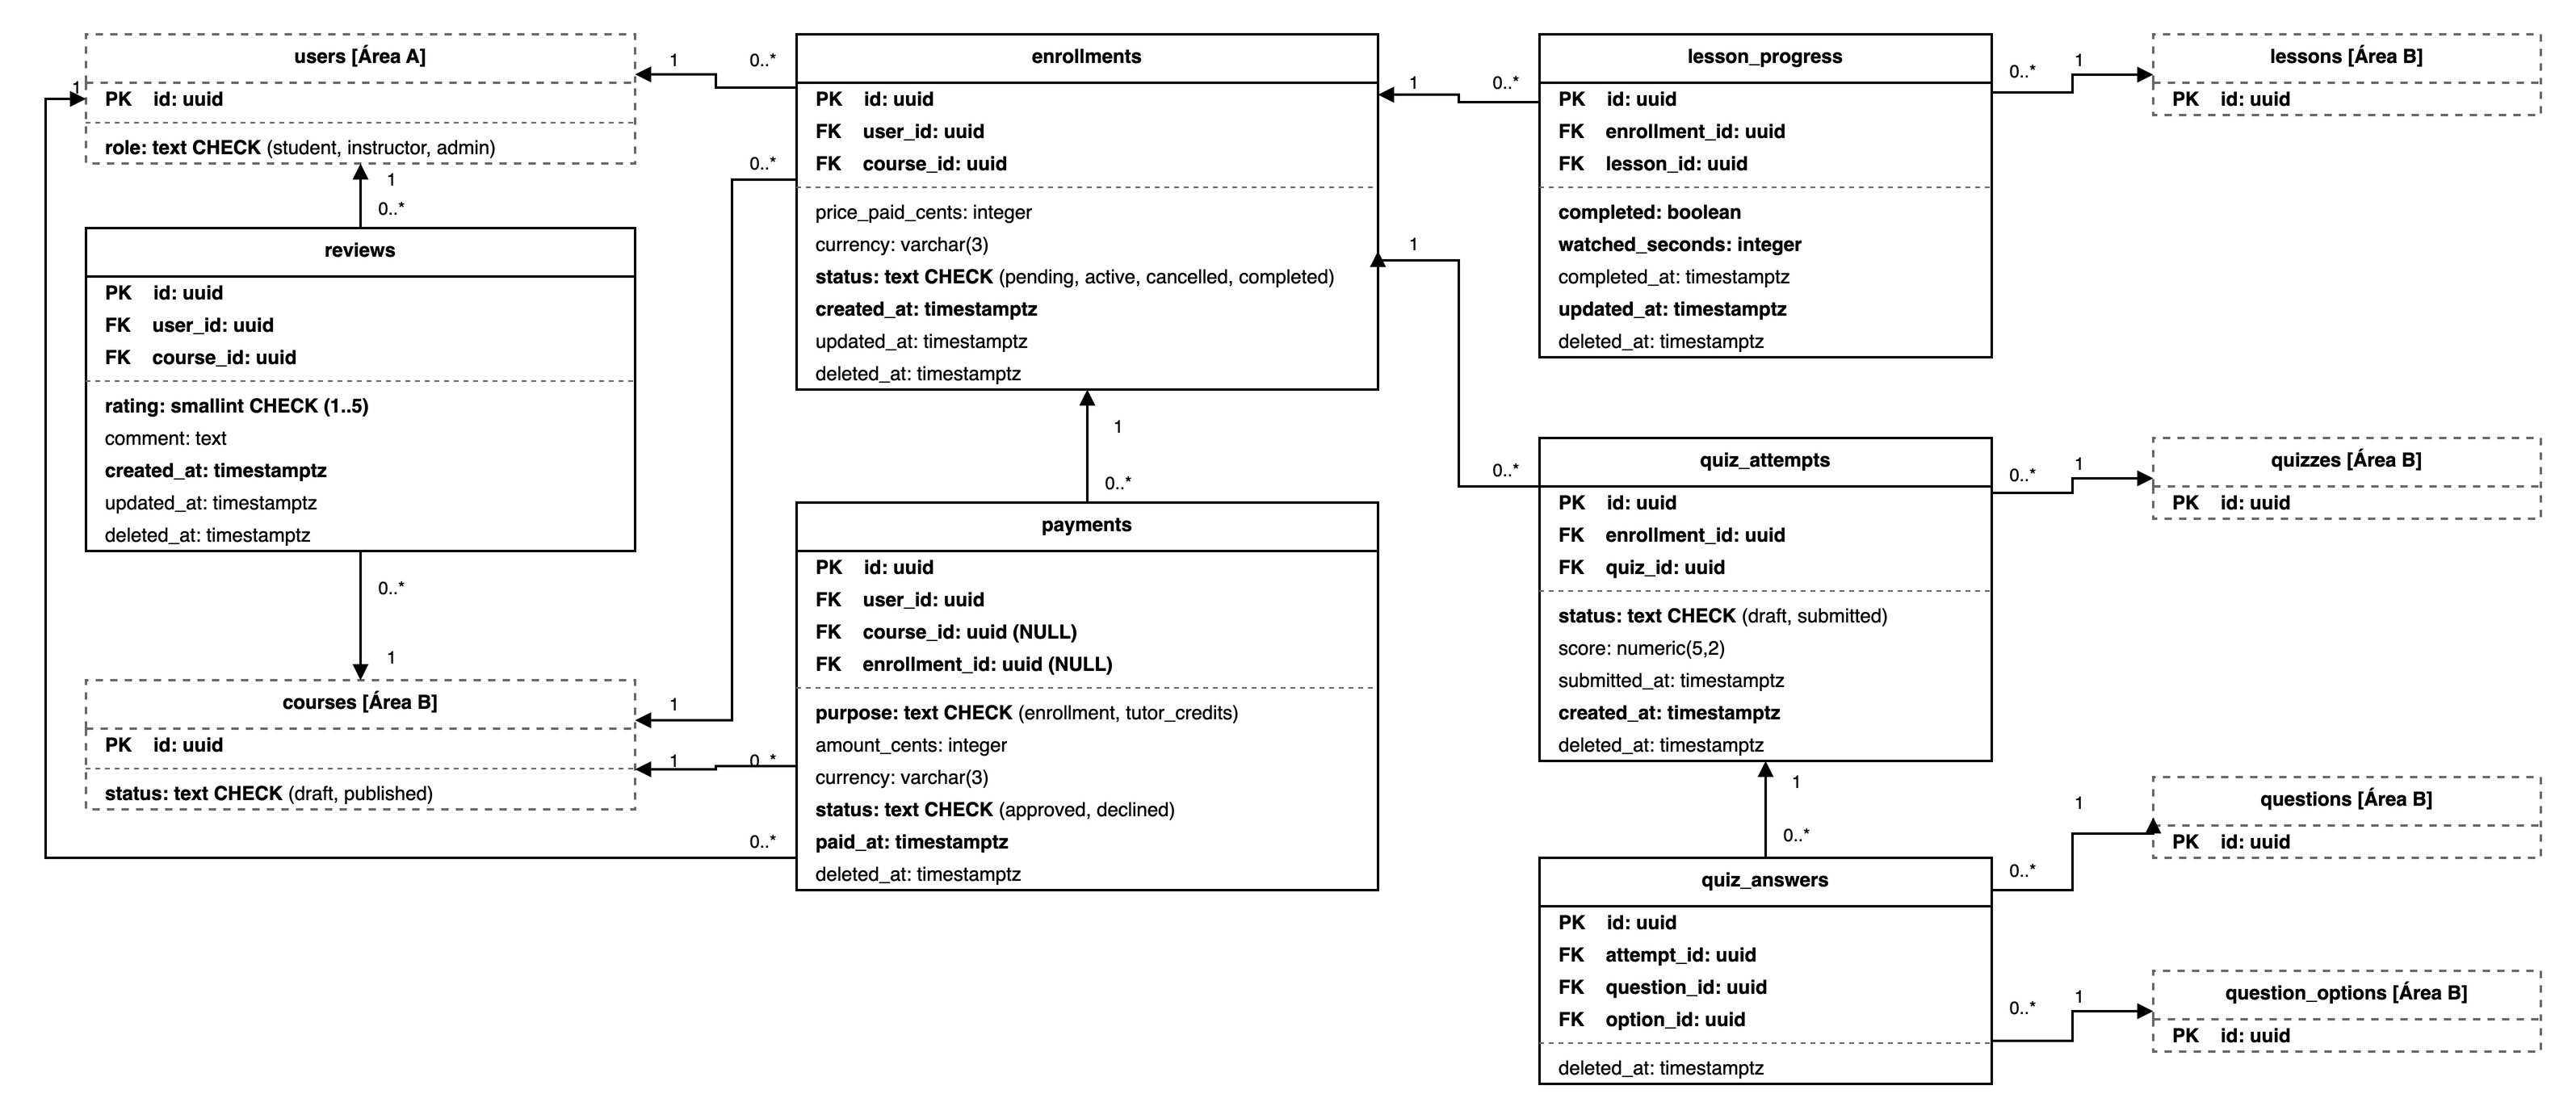 users [Área A]
PK id: uuid
role: text CHECK (student, instructor, admin)
1
1
0..*
1
0..*
reviews
PK id: uuid
FK user_id: uuid
FK course_id: uuid
rating: smallint CHECK (1..5)
comment: text
created_at: timestamptz
updated_at: timestamptz
deleted_at: timestamptz
0..*
1
courses [Área B]
PK id: uuid
status: text CHECK (draft, published)
0..*
1
1
0..*
0..*
enrollments
PK id: uuid
FK user_id: uuid
FK course_id: uuid
price_paid_cents: integer
currency: varchar(3)
status: text CHECK (pending, active, cancelled, completed)
created_at: timestamptz
updated_at: timestamptz
deleted_at: timestamptz
1
0..*
payments
PK id: uuid
FK user_id: uuid
FK course_id: uuid (NULL)
FK enrollment_id: uuid (NULL)
purpose: text CHECK (enrollment, tutor_credits)
amount_cents: integer
currency: varchar(3)
status: text CHECK (approved, declined)
paid_at: timestamptz
deleted_at: timestamptz
1
0..*
1
0..*
lesson_progress
PK id: uuid
FK enrollment_id: uuid
FK lesson_id: uuid
completed: boolean
watched_seconds: integer
completed_at: timestamptz
updated_at: timestamptz
deleted_at: timestamptz
0..*
1
lessons [Área B]
PK id: uuid
quiz_attempts
PK id: uuid
FK enrollment_id: uuid
FK quiz_id: uuid
status: text CHECK (draft, submitted)
score: numeric(5,2)
submitted_at: timestamptz
created_at: timestamptz
deleted_at: timestamptz
0..*
1
quizzes [Área B]
PK id: uuid
1
0..*
quiz_answers
PK id: uuid
FK attempt_id: uuid
FK question_id: uuid
FK option_id: uuid
deleted_at: timestamptz
0..*
1
questions [Área B]
PK id: uuid
0..*
1
question_options [Área B]
PK id: uuid